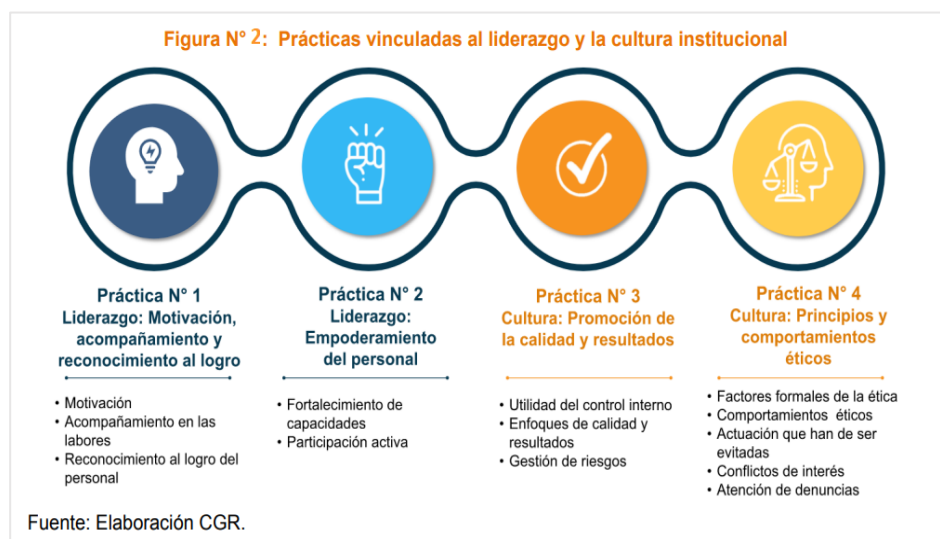 Figura N° 2: Prácticas vinculadas al liderazgo y la cultura institucional
Práctica N° 1
Liderazgo: Motivación,
acompañamiento y
reconocimiento al logro
• Motivación
• Acompañamiento en las
labores
• Reconocimiento al logro del
personal
Práctica N° 2
Liderazgo:
Empoderamiento
del personal
• Fortalecimiento de
capacidades
• Participación activa
Práctica N° 3
Cultura: Promoción de
la calidad y resultados
• Utilidad del control interno
• Enfoques de calidad y
resultados
• Gestión de riesgos
Práctica N° 4
Cultura: Principios y
comportamientos
éticos
• Factores formales de la ética
• Comportamientos éticos
• Actuación que han de ser
evitadas
• Conflictos de interés
• Atención de denuncias
Fuente: Elaboración CGR.